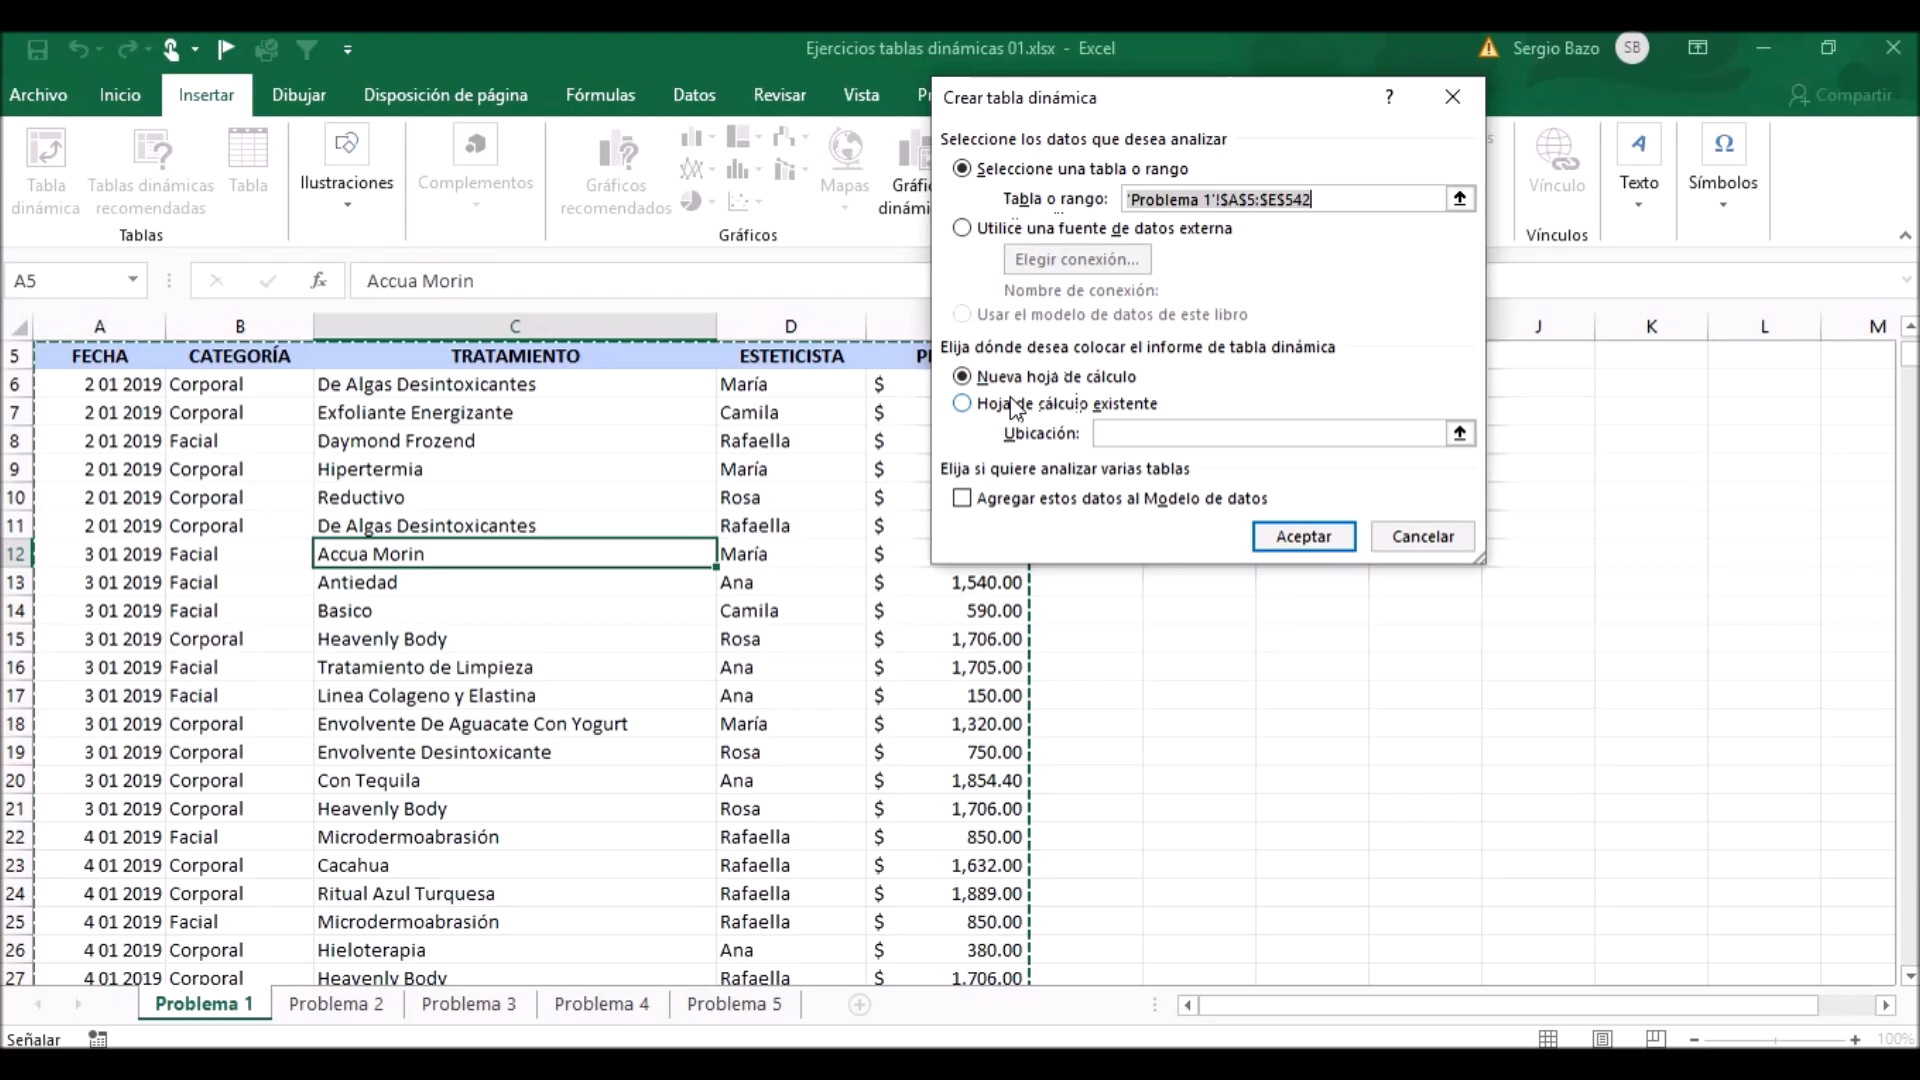 Ejercicios tablas dinámicas 01.xlsx - Excel
Sergio Bazo
SB
Archivo Inicio Insertar Dibujar Disposición de página Fórmulas Datos Revisar Vista
Compartir
Tabla dinámica
Tablas dinámicas recomendadas
Tabla
Tablas
Ilustraciones
Complementos
Gráficos recomendados
Mapas
Gráficos
Vínculo
Vínculos
Texto
Símbolos
Crear tabla dinámica
?
Seleccione los datos que desea analizar
Seleccione una tabla o rango
Tabla o rango: 'Problema 1'!$A$5:$E$542
Utilice una fuente de datos externa
Elegir conexión...
Nombre de conexión:
Usar el modelo de datos de este libro
Elija dónde desea colocar el informe de tabla dinámica
Nueva hoja de cálculo
Hoja de cálculo existente
Ubicación:
Elija si quiere analizar varias tablas
Agregar estos datos al Modelo de datos
Aceptar Cancelar
A5 fx Accua Morin
A B C D J K L M
5 FECHA CATEGORÍA TRATAMIENTO ESTETICISTA
6 2 01 2019 Corporal De Algas Desintoxicantes María $
7 2 01 2019 Corporal Exfoliante Energizante Camila $
8 2 01 2019 Facial Daymond Frozend Rafaella $
9 2 01 2019 Corporal Hipertermia María $
10 2 01 2019 Corporal Reductivo Rosa $
11 2 01 2019 Corporal De Algas Desintoxicantes Rafaella $
12 3 01 2019 Facial Accua Morin María $
13 3 01 2019 Facial Antiedad Ana $ 1,540.00
14 3 01 2019 Facial Basico Camila $ 590.00
15 3 01 2019 Corporal Heavenly Body Rosa $ 1,706.00
16 3 01 2019 Facial Tratamiento de Limpieza Ana $ 1,705.00
17 3 01 2019 Facial Linea Colageno y Elastina Ana $ 150.00
18 3 01 2019 Corporal Envolvente De Aguacate Con Yogurt María $ 1,320.00
19 3 01 2019 Corporal Envolvente Desintoxicante Rosa $ 750.00
20 3 01 2019 Corporal Con Tequila Ana $ 1,854.40
21 3 01 2019 Corporal Heavenly Body Rosa $ 1,706.00
22 4 01 2019 Facial Microdermoabrasión Rafaella $ 850.00
23 4 01 2019 Corporal Cacahua Rafaella $ 1,632.00
24 4 01 2019 Corporal Ritual Azul Turquesa Rafaella $ 1,889.00
25 4 01 2019 Facial Microdermoabrasión Rafaella $ 850.00
26 4 01 2019 Corporal Hieloterapia Ana $ 380.00
27 4 01 2019 Corporal Heavenly Body Rafaella $ 1,706.00
Problema 1 Problema 2 Problema 3 Problema 4 Problema 5
Señalar
100%